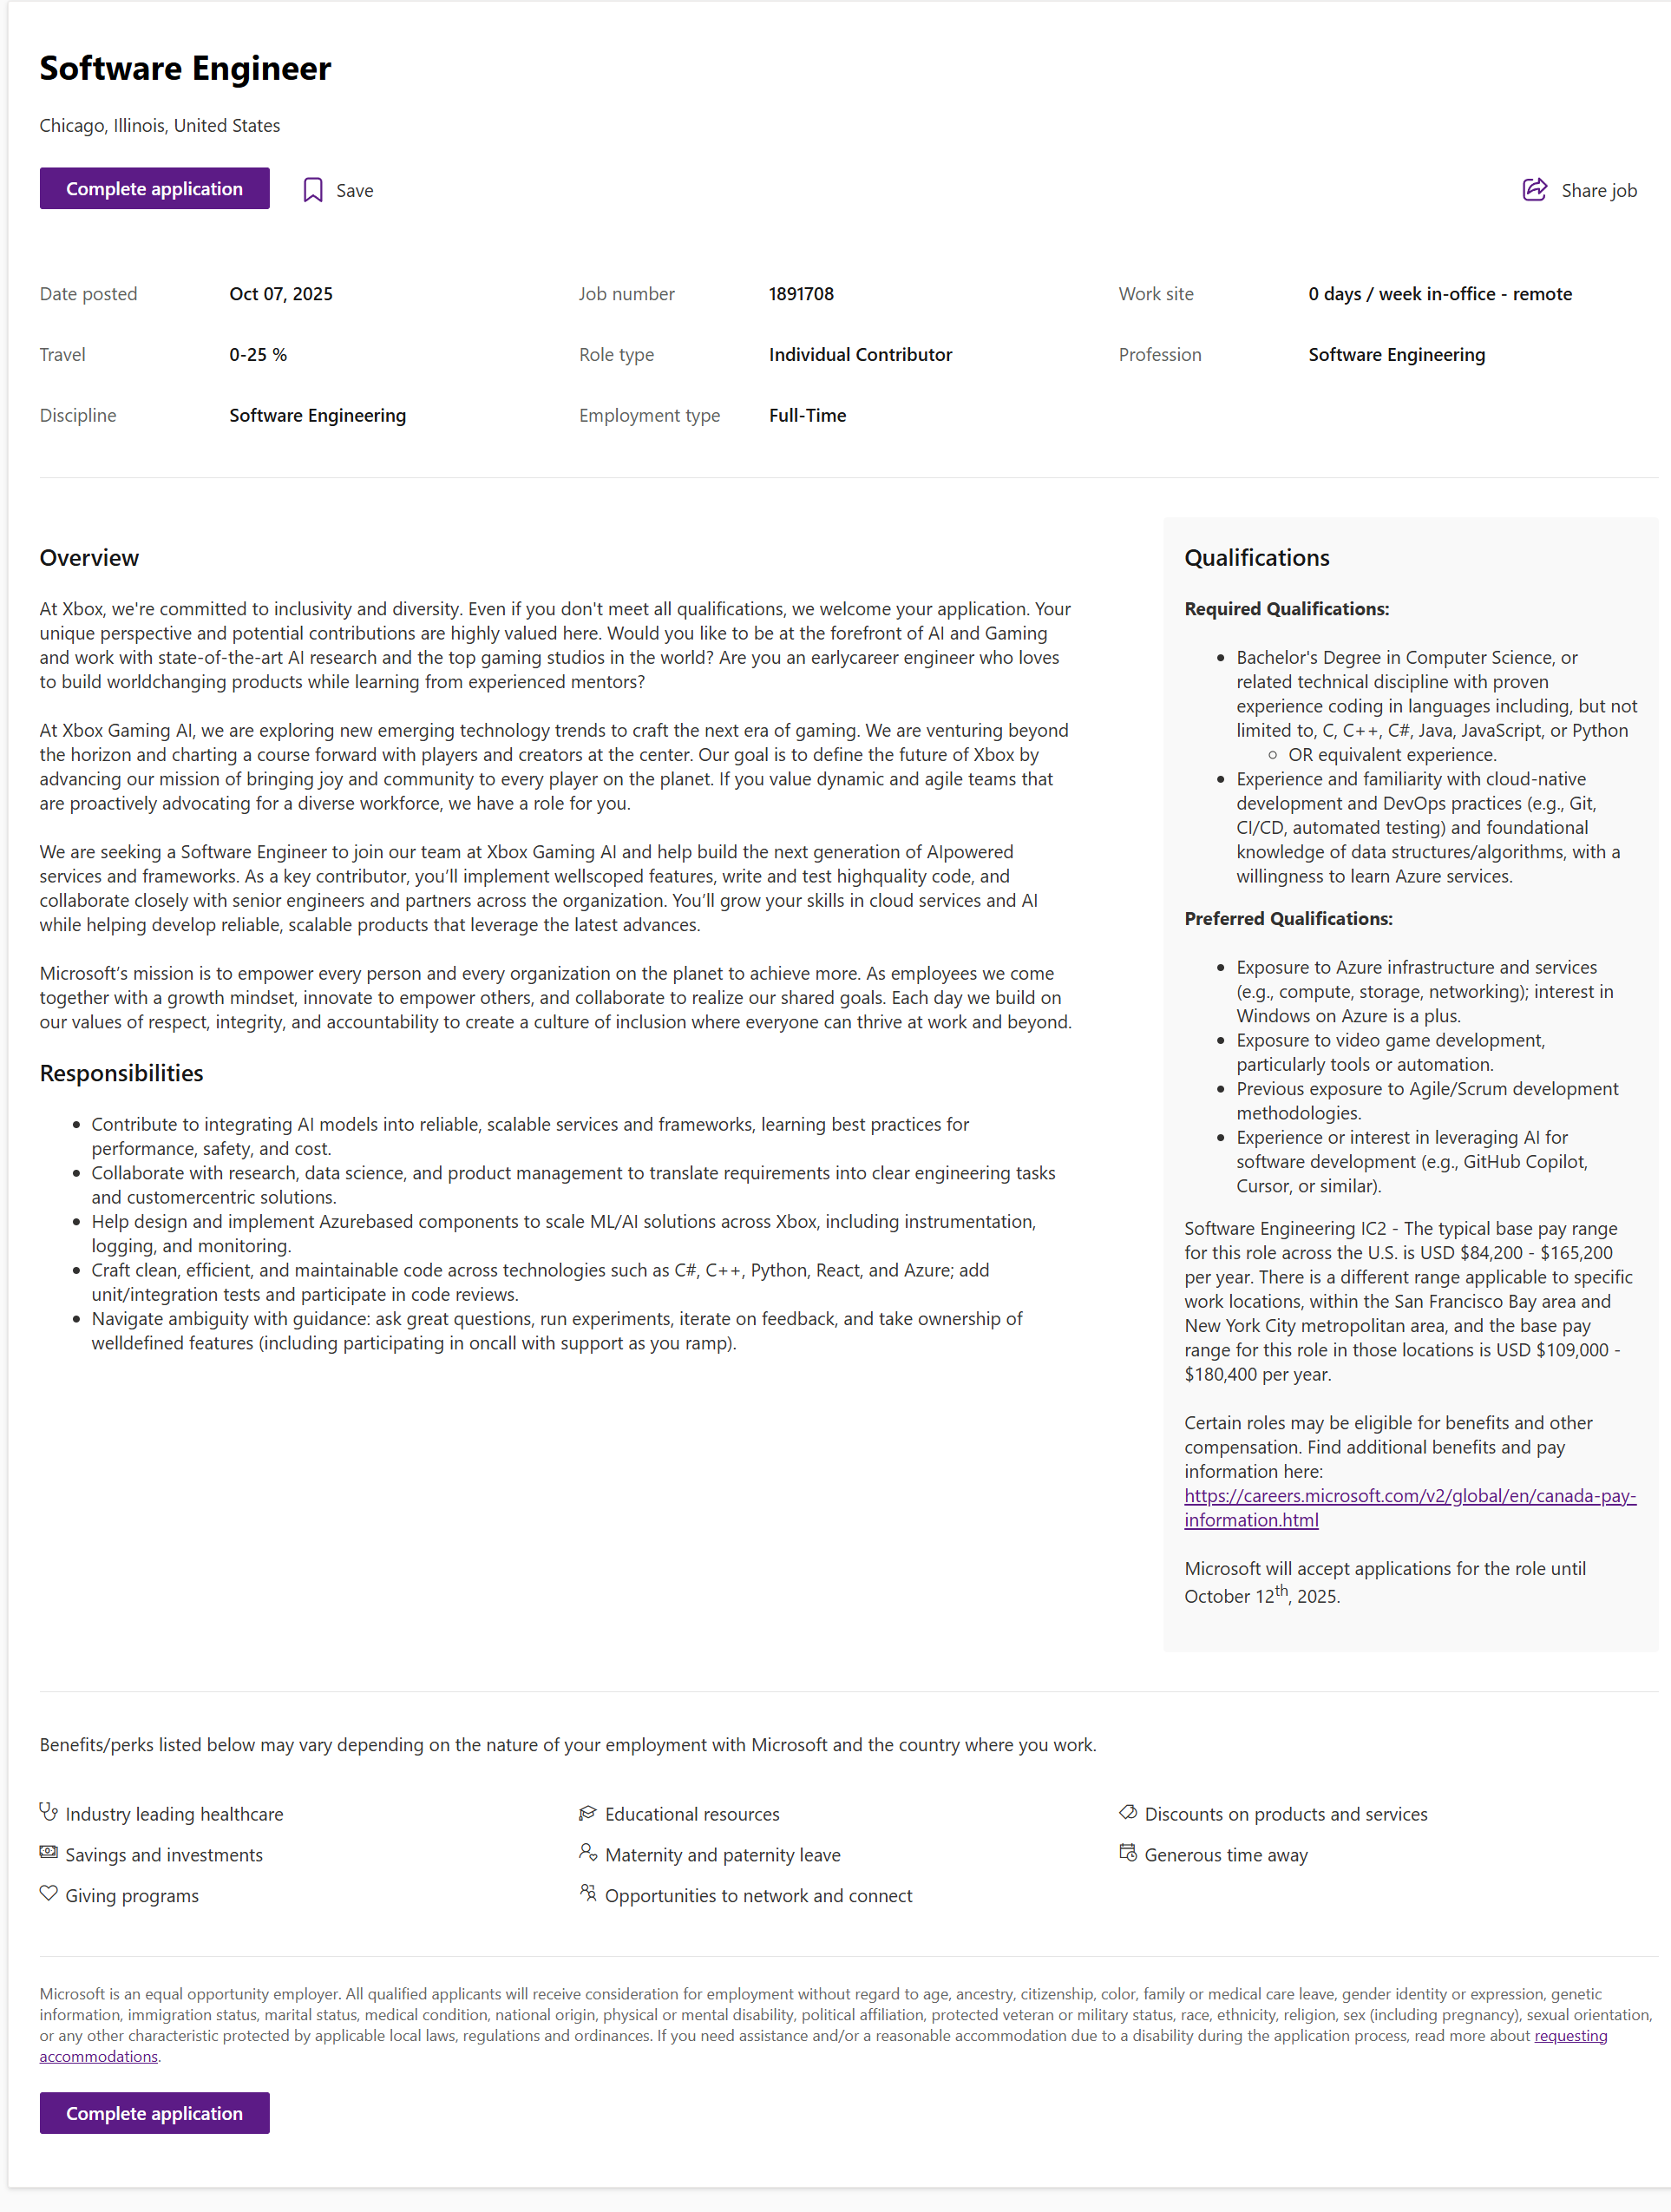 Software Engineer
Chicago, Illinois, United States
Complete application
Save
Share job
Date posted
Oct 07, 2025
Job number
1891708
Work site
0 days / week in-office - remote
Travel
0-25 %
Role type
Individual Contributor
Profession
Software Engineering
Discipline
Software Engineering
Employment type
Full-Time
Overview
At Xbox, we're committed to inclusivity and diversity. Even if you don't meet all qualifications, we welcome your application. Your
unique perspective and potential contributions are highly valued here. Would you like to be at the forefront of AI and Gaming
and work with state-of-the-art AI research and the top gaming studios in the world? Are you an earlycareer engineer who loves
to build worldchanging products while learning from experienced mentors?
At Xbox Gaming AI, we are exploring new emerging technology trends to craft the next era of gaming. We are venturing beyond
the horizon and charting a course forward with players and creators at the center. Our goal is to define the future of Xbox by
advancing our mission of bringing joy and community to every player on the planet. If you value dynamic and agile teams that
are proactively advocating for a diverse workforce, we have a role for you.
We are seeking a Software Engineer to join our team at Xbox Gaming AI and help build the next generation of AIpowered
services and frameworks. As a key contributor, you’ll implement wellscoped features, write and test highquality code, and
collaborate closely with senior engineers and partners across the organization. You’ll grow your skills in cloud services and AI
while helping develop reliable, scalable products that leverage the latest advances.
Microsoft’s mission is to empower every person and every organization on the planet to achieve more. As employees we come
together with a growth mindset, innovate to empower others, and collaborate to realize our shared goals. Each day we build on
our values of respect, integrity, and accountability to create a culture of inclusion where everyone can thrive at work and beyond.
Responsibilities
• Contribute to integrating AI models into reliable, scalable services and frameworks, learning best practices for
performance, safety, and cost.
• Collaborate with research, data science, and product management to translate requirements into clear engineering tasks
and customercentric solutions.
• Help design and implement Azurebased components to scale ML/AI solutions across Xbox, including instrumentation,
logging, and monitoring.
• Craft clean, efficient, and maintainable code across technologies such as C#, C++, Python, React, and Azure; add
unit/integration tests and participate in code reviews.
• Navigate ambiguity with guidance: ask great questions, run experiments, iterate on feedback, and take ownership of
welldefined features (including participating in oncall with support as you ramp).
Qualifications
Required Qualifications:
• Bachelor's Degree in Computer Science, or
related technical discipline with proven
experience coding in languages including, but not
limited to, C, C++, C#, Java, JavaScript, or Python
○ OR equivalent experience.
• Experience and familiarity with cloud-native
development and DevOps practices (e.g., Git,
CI/CD, automated testing) and foundational
knowledge of data structures/algorithms, with a
willingness to learn Azure services.
Preferred Qualifications:
• Exposure to Azure infrastructure and services
(e.g., compute, storage, networking); interest in
Windows on Azure is a plus.
• Exposure to video game development,
particularly tools or automation.
• Previous exposure to Agile/Scrum development
methodologies.
• Experience or interest in leveraging AI for
software development (e.g., GitHub Copilot,
Cursor, or similar).
Software Engineering IC2 - The typical base pay range
for this role across the U.S. is USD $84,200 - $165,200
per year. There is a different range applicable to specific
work locations, within the San Francisco Bay area and
New York City metropolitan area, and the base pay
range for this role in those locations is USD $109,000 -
$180,400 per year.
Certain roles may be eligible for benefits and other
compensation. Find additional benefits and pay
information here:
https://careers.microsoft.com/v2/global/en/canada-pay-
information.html
Microsoft will accept applications for the role until
October 12th, 2025.
Benefits/perks listed below may vary depending on the nature of your employment with Microsoft and the country where you work.
Industry leading healthcare
Educational resources
Discounts on products and services
Savings and investments
Maternity and paternity leave
Generous time away
Giving programs
Opportunities to network and connect
Microsoft is an equal opportunity employer. All qualified applicants will receive consideration for employment without regard to age, ancestry, citizenship, color, family or medical care leave, gender identity or expression, genetic
information, immigration status, marital status, medical condition, national origin, physical or mental disability, political affiliation, protected veteran or military status, race, ethnicity, religion, sex (including pregnancy), sexual orientation,
or any other characteristic protected by applicable local laws, regulations and ordinances. If you need assistance and/or a reasonable accommodation due to a disability during the application process, read more about requesting
accommodations.
Complete application